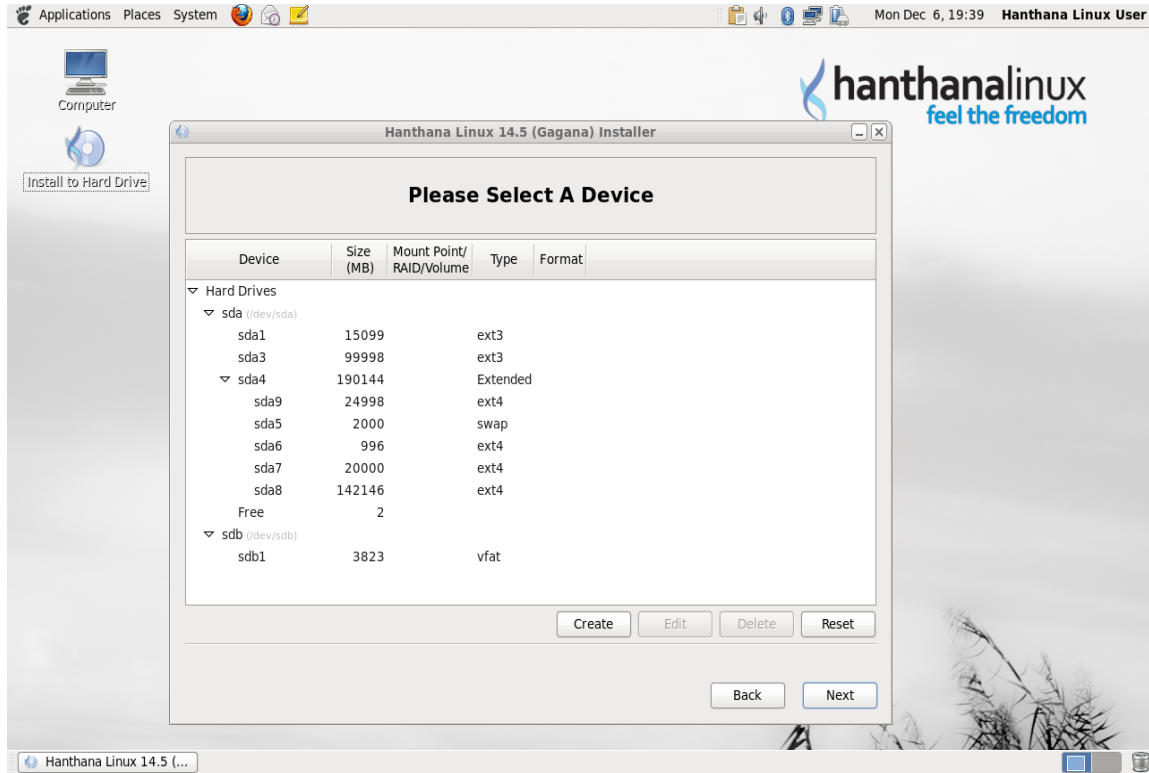 Applications Places System
Mon Dec 6, 19:39 Hanthana Linux User
Computer
Install to Hard Drive
hanthanalinux
feel the freedom
Hanthana Linux 14.5 (Gagana) Installer
Please Select A Device
Device Size (MB) Mount Point/ RAID/Volume Type Format
Hard Drives
sda (/dev/sda)
sda1 15099 ext3
sda3 99998 ext3
sda4 190144 Extended
sda9 24998 ext4
sda5 2000 swap
sda6 996 ext4
sda7 20000 ext4
sda8 142146 ext4
Free 2
sdb (/dev/sdb)
sdb1 3823 vfat
Create Edit Delete Reset
Back Next
Hanthana Linux 14.5 (...